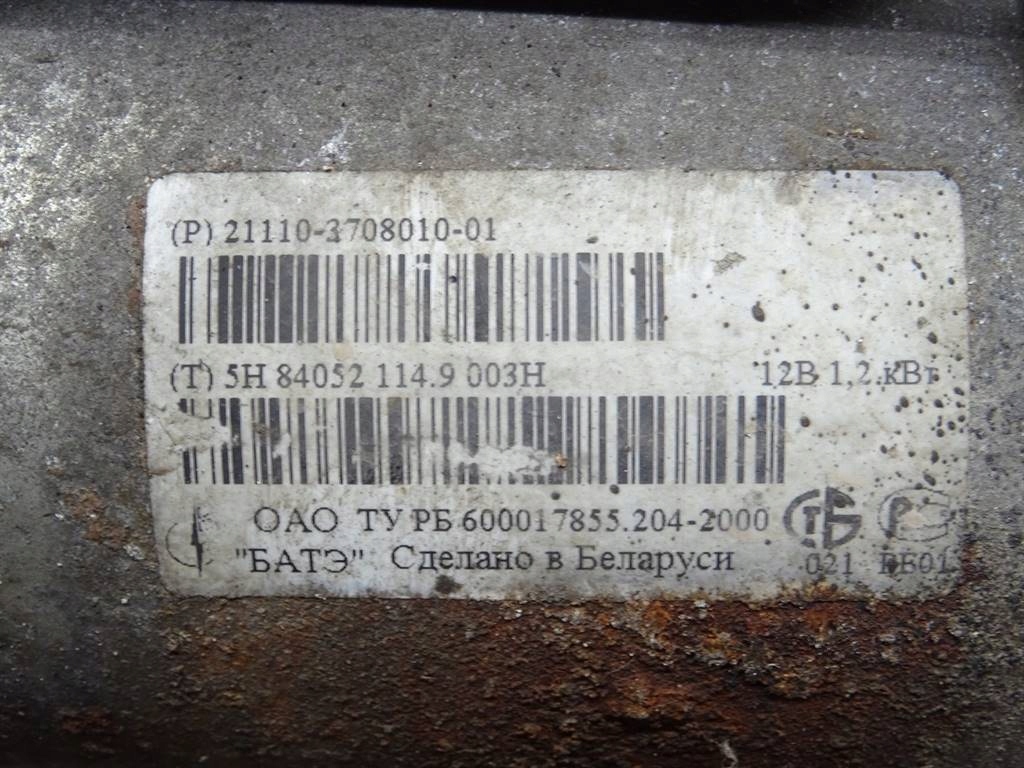 (P) 21110-3708010-01
(T) 5H 84052 114.9 003H 12В 1,2 кВт
ОАО ТУ РБ 600017855.204-2000
"БАТЭ" Сделано в Беларуси 021 ВБ01